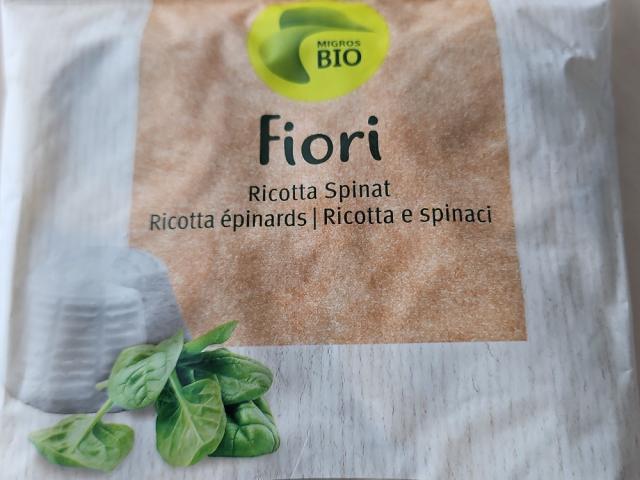 MIGROS
BIO
Fiori
Ricotta Spinat
Ricotta épinards | Ricotta e spinaci